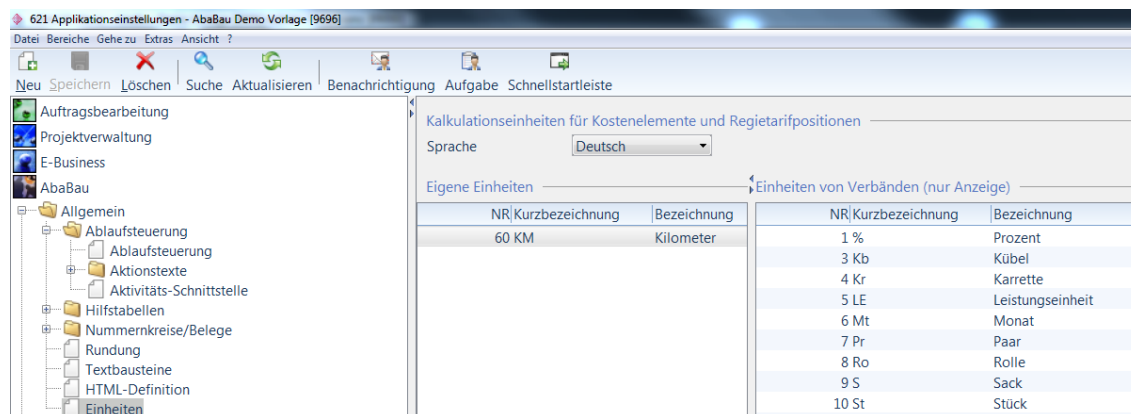 621 Applikationseinstellungen - AbaBau Demo Vorlage [9696]
Datei Bereiche Gehe zu Extras Ansicht ?
Neu Speichern Löschen Suche Aktualisieren Benachrichtigung Aufgabe Schnellstartleiste
Auftragsbearbeitung
Projektverwaltung
E-Business
AbaBau
Allgemein
Ablaufsteuerung
Ablaufsteuerung
Aktionstexte
Aktivitäts-Schnittstelle
Hilfstabellen
Nummernkreise/Belege
Rundung
Textbausteine
HTML-Definition
Einheiten
Kalkulationseinheiten für Kostenelemente und Regietarifpositionen
Sprache Deutsch
Eigene Einheiten
NR Kurzbezeichnung Bezeichnung
60 KM Kilometer
Einheiten von Verbänden (nur Anzeige)
NR Kurzbezeichnung Bezeichnung
1 % Prozent
3 Kb Kübel
4 Kr Karrette
5 LE Leistungseinheit
6 Mt Monat
7 Pr Paar
8 Ro Rolle
9 S Sack
10 St Stück